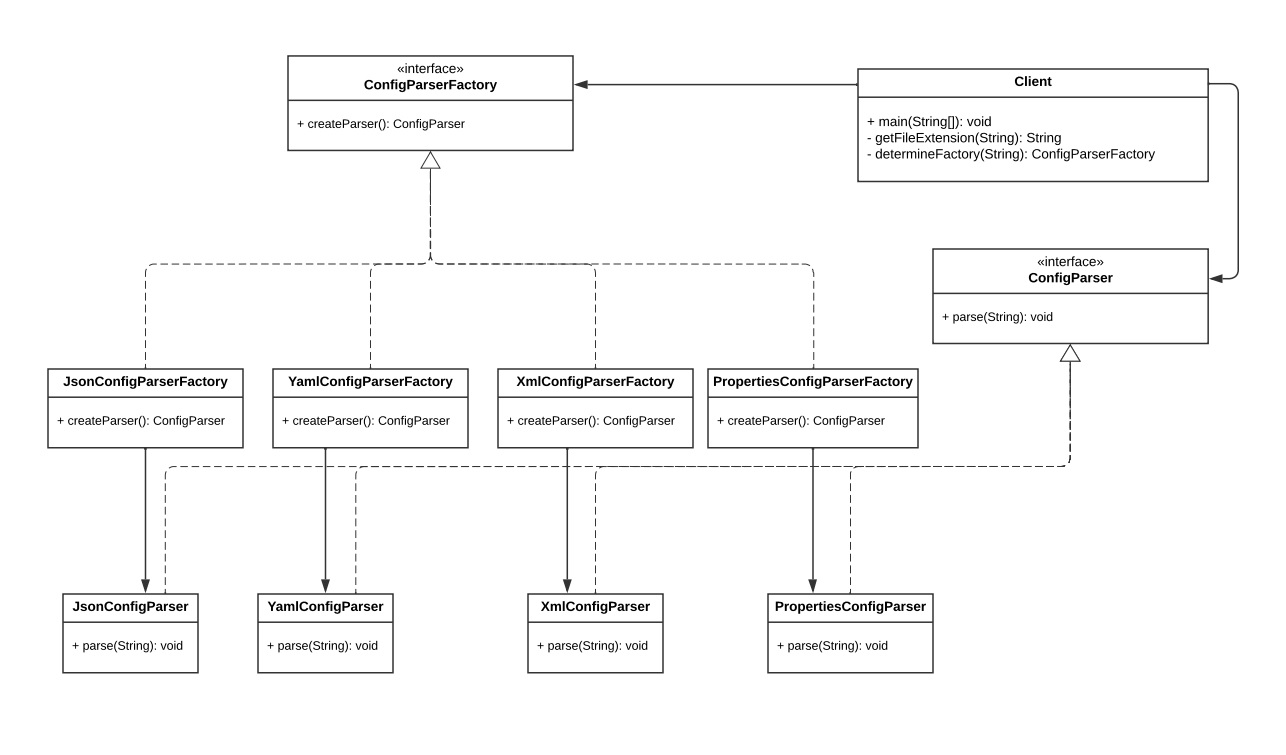 «interface»
ConfigParserFactory
+ createParser(): ConfigParser
Client
+ main(String[]): void
- getFileExtension(String): String
- determineFactory(String): ConfigParserFactory
«interface»
ConfigParser
+ parse(String): void
JsonConfigParserFactory
+ createParser(): ConfigParser
YamlConfigParserFactory
+ createParser(): ConfigParser
XmlConfigParserFactory
+ createParser(): ConfigParser
PropertiesConfigParserFactory
+ createParser(): ConfigParser
JsonConfigParser
+ parse(String): void
YamlConfigParser
+ parse(String): void
XmlConfigParser
+ parse(String): void
PropertiesConfigParser
+ parse(String): void